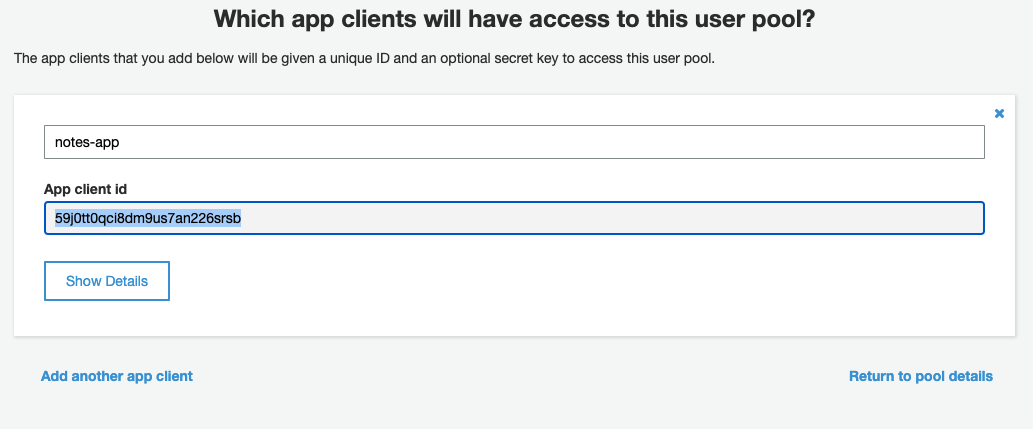 Which app clients will have access to this user pool?
The app clients that you add below will be given a unique ID and an optional secret key to access this user pool.
notes-app
App client id
59j0tt0qci8dm9us7an226srsb
Show Details
Add another app client
Return to pool details